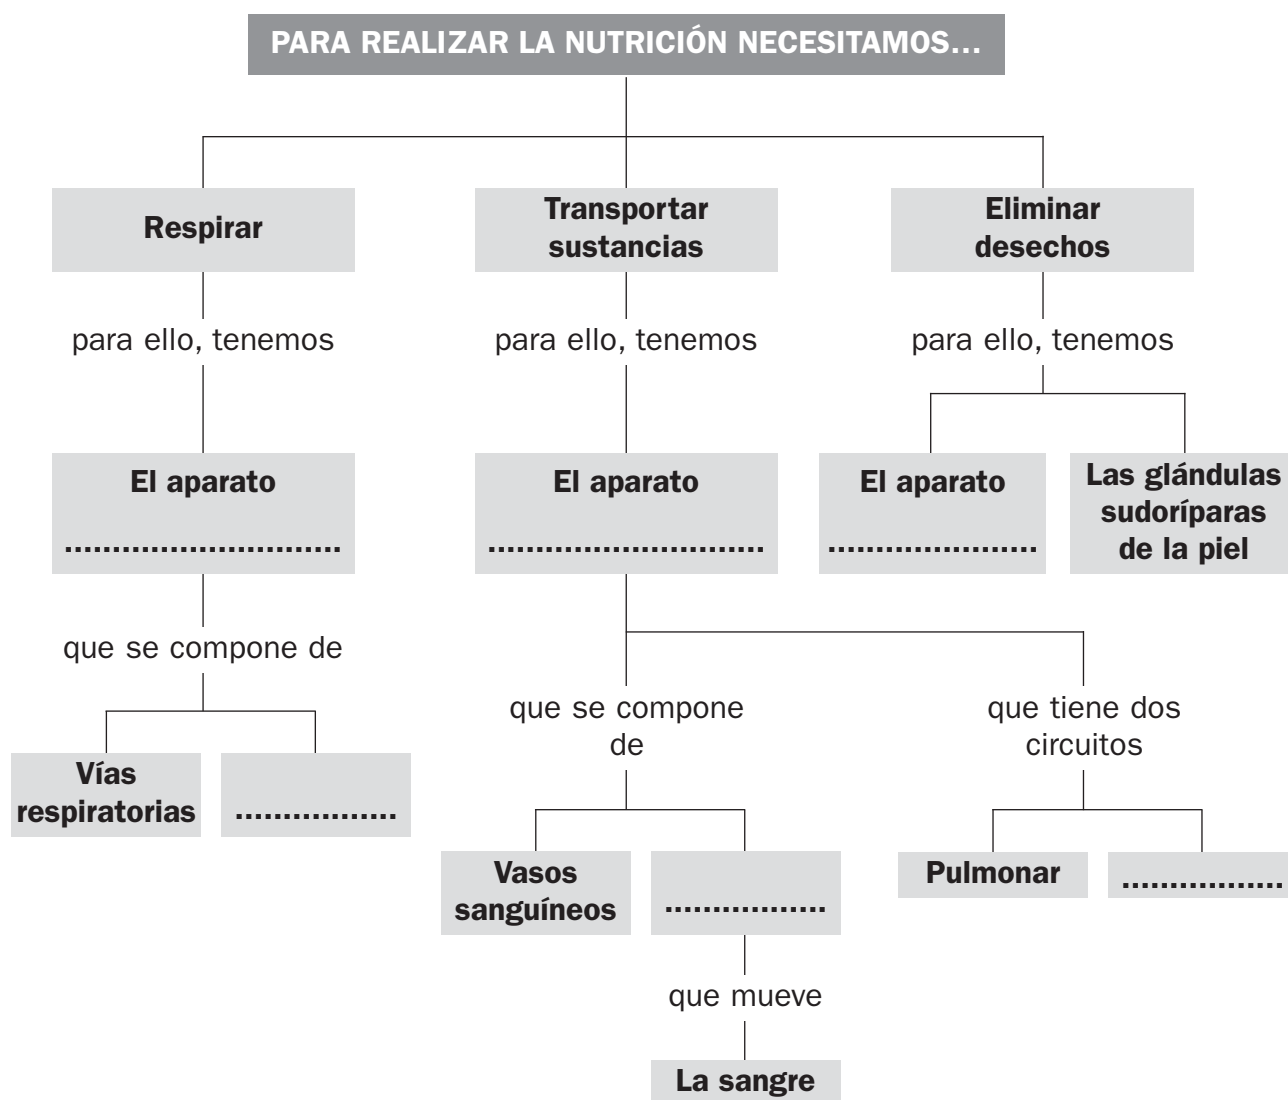 PARA REALIZAR LA NUTRICIÓN NECESITAMOS...
Respirar
Transportar
sustancias
Eliminar
desechos
para ello, tenemos
para ello, tenemos
para ello, tenemos
El aparato
.............................
El aparato
.............................
El aparato
......................
Las glándulas
sudoríparas
de la piel
que se compone de
Vías
respiratorias
.................
que se compone
de
que tiene dos
circuitos
Vasos
sanguíneos
.................
Pulmonar
.................
que mueve
La sangre